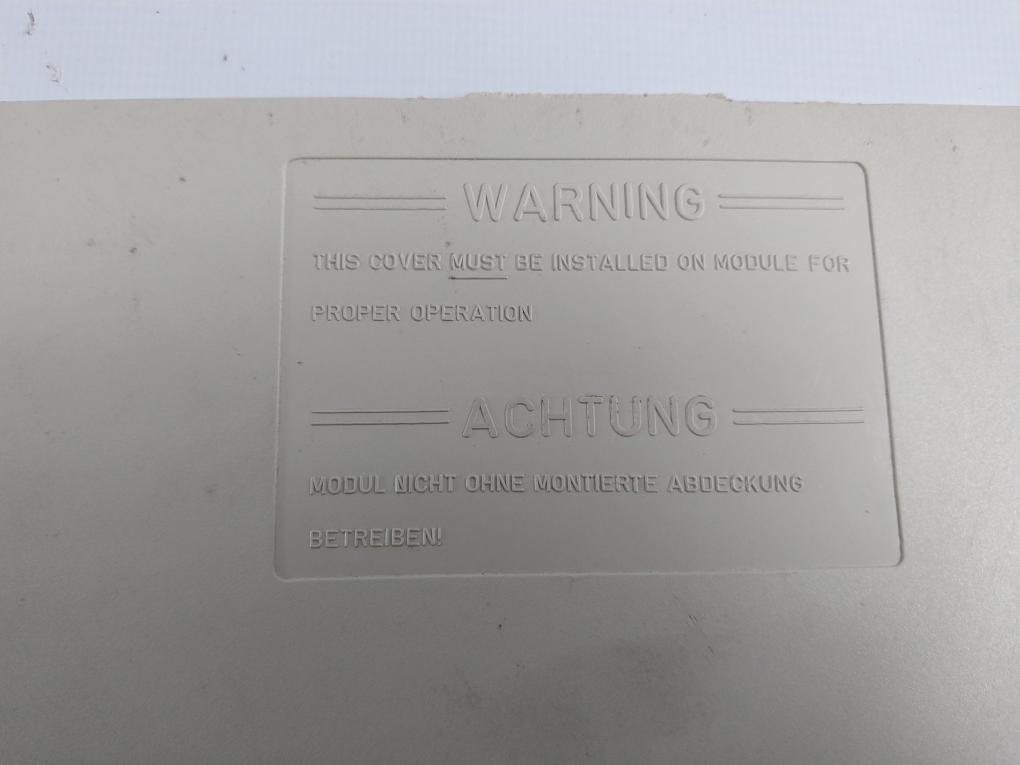 WARNING
THIS COVER MUST BE INSTALLED ON MODULE FOR
PROPER OPERATION
ACHTUNG
MODUL NICHT OHNE MONTIERTE ABDECKUNG
BETREIBEN!